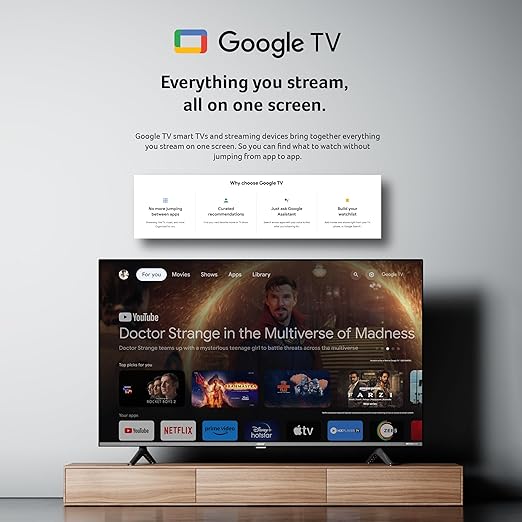 Google TV
Everything you stream,
all on one screen.
Google TV smart TVs and streaming devices bring together everything
you stream on one screen. So you can find what to watch without
jumping from app to app.
Why choose Google TV
No more jumping
between apps
Curated
recommendations
Just ask Google
Assistant
Build your
watchlist
For you Movies Shows Apps Library Google TV
YouTube
Doctor Strange in the Multiverse of Madness
Doctor Strange teams up with a mysterious teenage girl to battle threats across the multiverse
Top picks for you
ROCKET BOYS 2
FARZI
Your apps
YouTube NETFLIX prime video Disney+ hotstar tv ZEE5